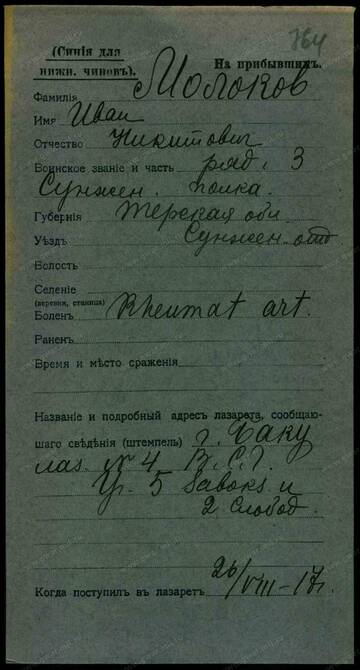 764
(Синія для нижн. чиновъ).
На прибывшихъ.
Фамилія Молоков
Имя Иван
Отчество Никитович
Воинское званіе и часть ряд. 3
Сунжен. полка.
Губернія Терская обл.
Уѣздъ Сунжен. отд
Волость
Селеніе
(деревня, станица)
Боленъ Rheumat art.
Раненъ
Время и мѣсто сраженія
Названіе и подробный адресъ лазарета, сообщаю-
щаго свѣдѣнія (штемпель) г. Баку
лаз. № 4 В.С.Г.
Уг. 5 Завокз. и
2 Слобод.
Когда поступилъ въ лазаретъ 26/VIII-17г.